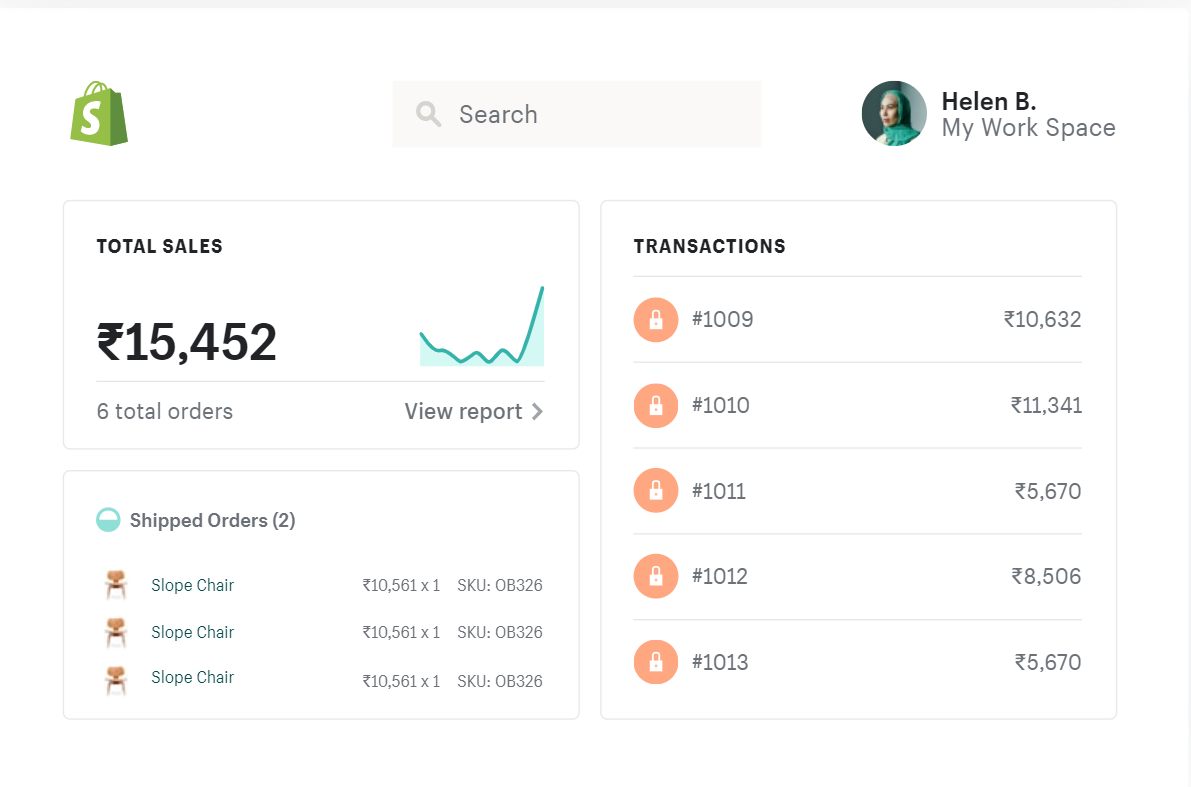 S
Search
Helen B.
My Work Space
TOTAL SALES
₹15,452
6 total orders View report
Shipped Orders (2)
Slope Chair ₹10,561 x 1 SKU: OB326
Slope Chair ₹10,561 x 1 SKU: OB326
Slope Chair ₹10,561 x 1 SKU: OB326
TRANSACTIONS
#1009 ₹10,632
#1010 ₹11,341
#1011 ₹5,670
#1012 ₹8,506
#1013 ₹5,670